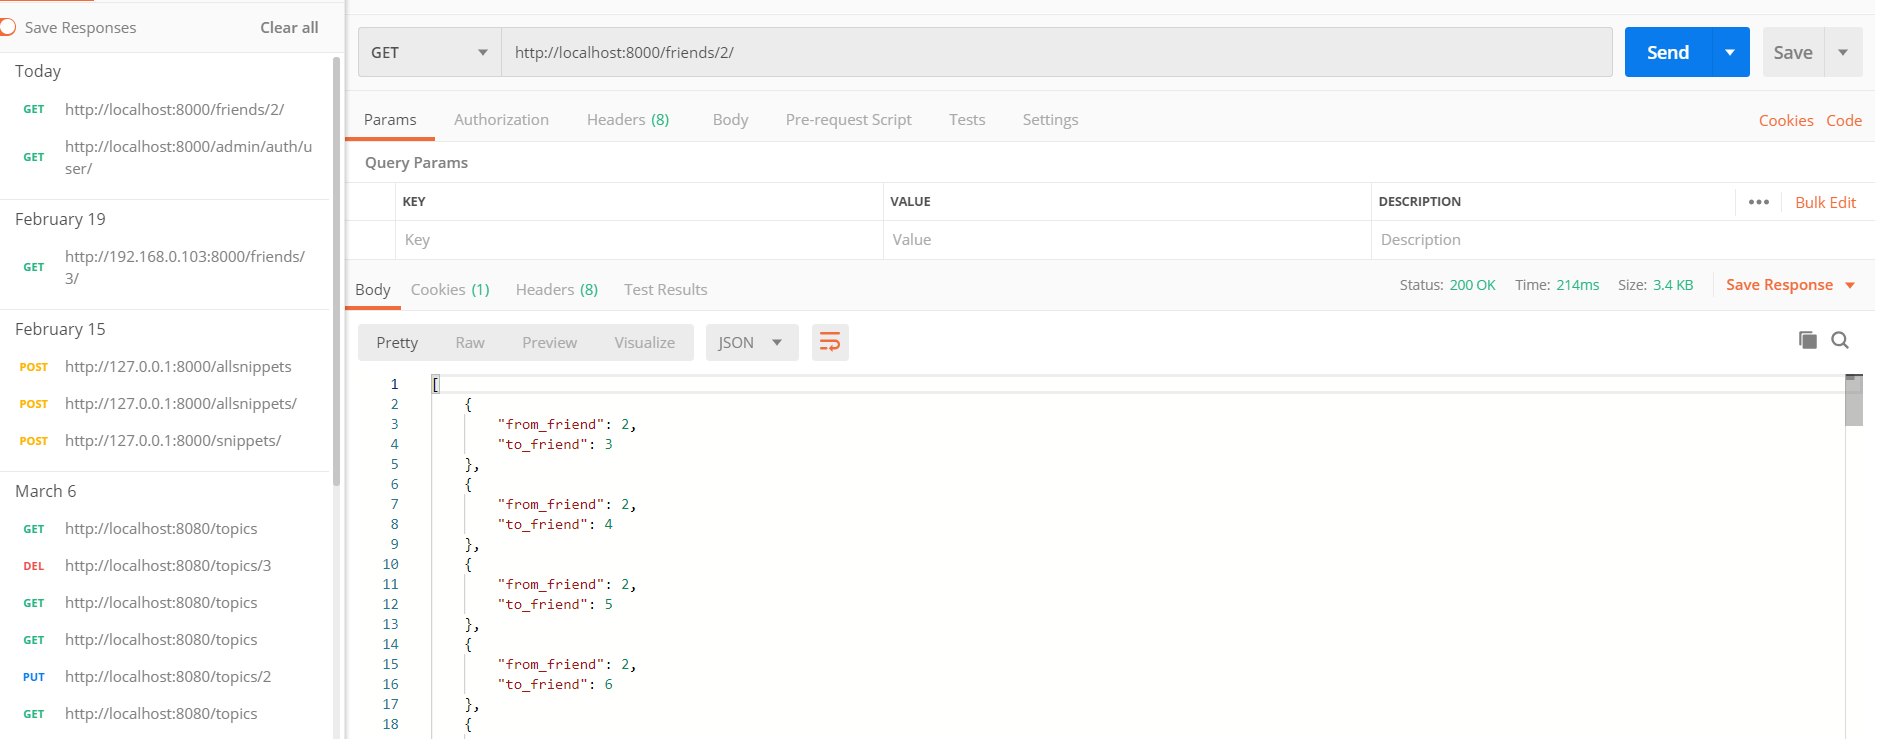 Save Responses Clear all
Today
GET http://localhost:8000/friends/2/
GET http://localhost:8000/admin/auth/u
ser/
February 19
GET http://192.168.0.103:8000/friends/
3/
February 15
POST http://127.0.0.1:8000/allsnippets
POST http://127.0.0.1:8000/allsnippets/
POST http://127.0.0.1:8000/snippets/
March 6
GET http://localhost:8080/topics
DEL http://localhost:8080/topics/3
GET http://localhost:8080/topics
GET http://localhost:8080/topics
PUT http://localhost:8080/topics/2
GET http://localhost:8080/topics
GET http://localhost:8000/friends/2/ Send Save
Params Authorization Headers (8) Body Pre-request Script Tests Settings Cookies Code
Query Params
KEY VALUE DESCRIPTION ••• Bulk Edit
Key Value Description
Body Cookies (1) Headers (8) Test Results Status: 200 OK Time: 214ms Size: 3.4 KB Save Response
Pretty Raw Preview Visualize JSON
1 [
2 {
3 "from_friend": 2,
4 "to_friend": 3
5 },
6 {
7 "from_friend": 2,
8 "to_friend": 4
9 },
10 {
11 "from_friend": 2,
12 "to_friend": 5
13 },
14 {
15 "from_friend": 2,
16 "to_friend": 6
17 },
18 {